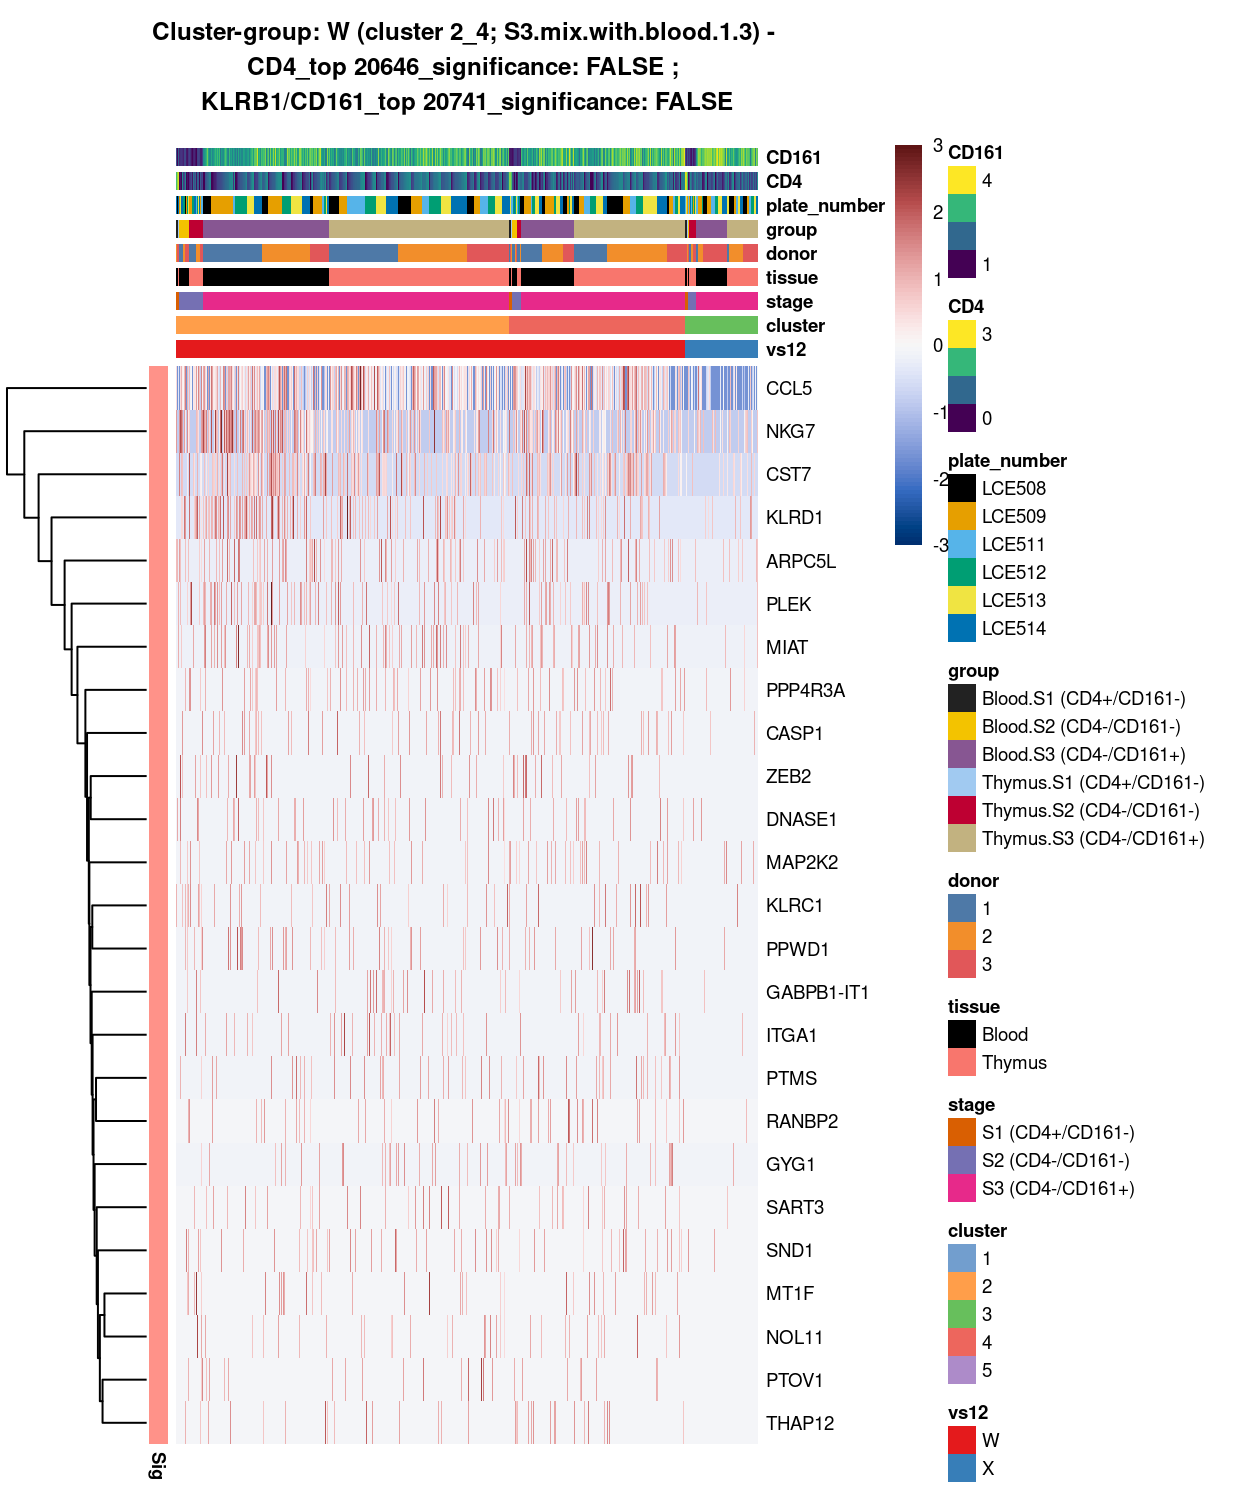 Cluster-group: W (cluster 2_4; S3.mix.with.blood.1.3) -
CD4_top 20646_significance: FALSE ;
KLRB1/CD161_top 20741_significance: FALSE
CD161
CD4
plate_number
group
donor
tissue
stage
cluster
vs12
CCL5
NKG7
CST7
KLRD1
ARPC5L
PLEK
MIAT
PPP4R3A
CASP1
ZEB2
DNASE1
MAP2K2
KLRC1
PPWD1
GABPB1-IT1
ITGA1
PTMS
RANBP2
GYG1
SART3
SND1
MT1F
NOL11
PTOV1
THAP12
Sig
3
2
1
0
-1
-2
-3
CD161
4
1
CD4
3
0
plate_number
LCE508
LCE509
LCE511
LCE512
LCE513
LCE514
group
Blood.S1 (CD4+/CD161-)
Blood.S2 (CD4-/CD161-)
Blood.S3 (CD4-/CD161+)
Thymus.S1 (CD4+/CD161-)
Thymus.S2 (CD4-/CD161-)
Thymus.S3 (CD4-/CD161+)
donor
1
2
3
tissue
Blood
Thymus
stage
S1 (CD4+/CD161-)
S2 (CD4-/CD161-)
S3 (CD4-/CD161+)
cluster
1
2
3
4
5
vs12
W
X